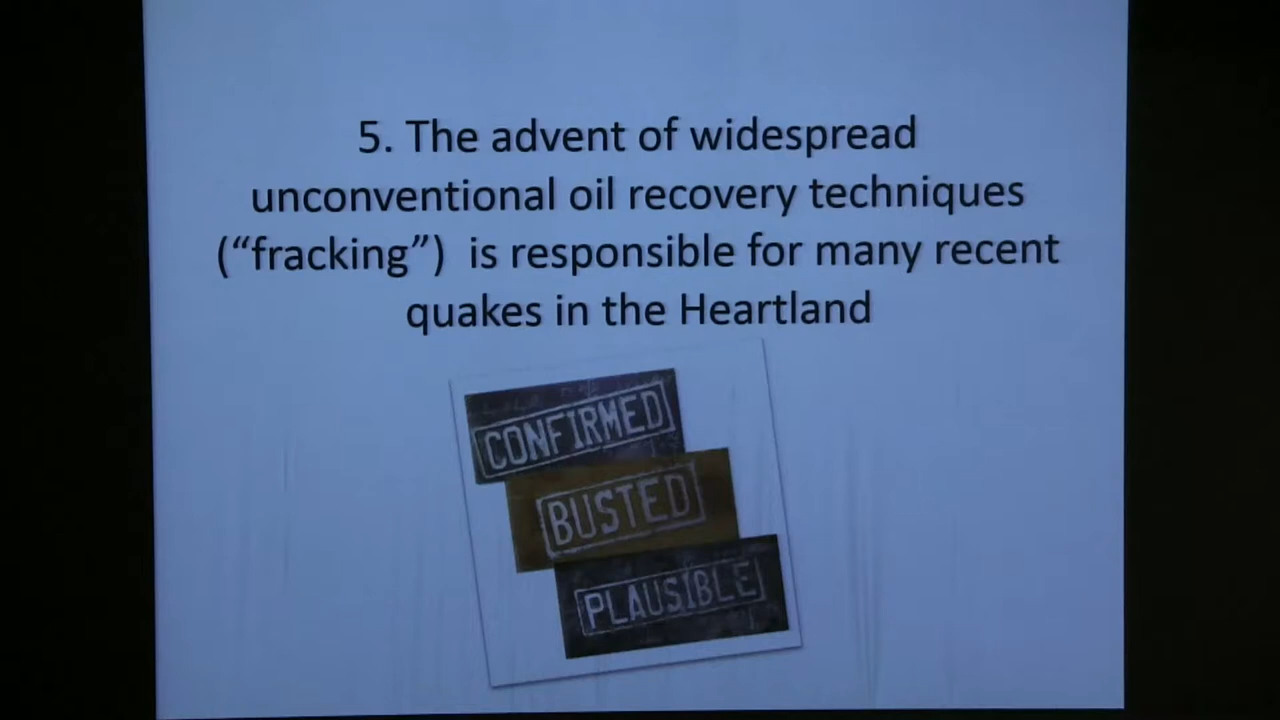 5. The advent of widespread
unconventional oil recovery techniques
(“fracking”) is responsible for many recent
quakes in the Heartland
CONFIRMED
BUSTED
PLAUSIBLE